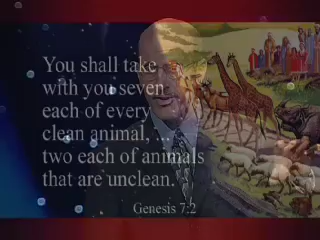 You shall take
with you seven
each of every
clean animal, ...
two each of animals
that are unclean.
Genesis 7:2